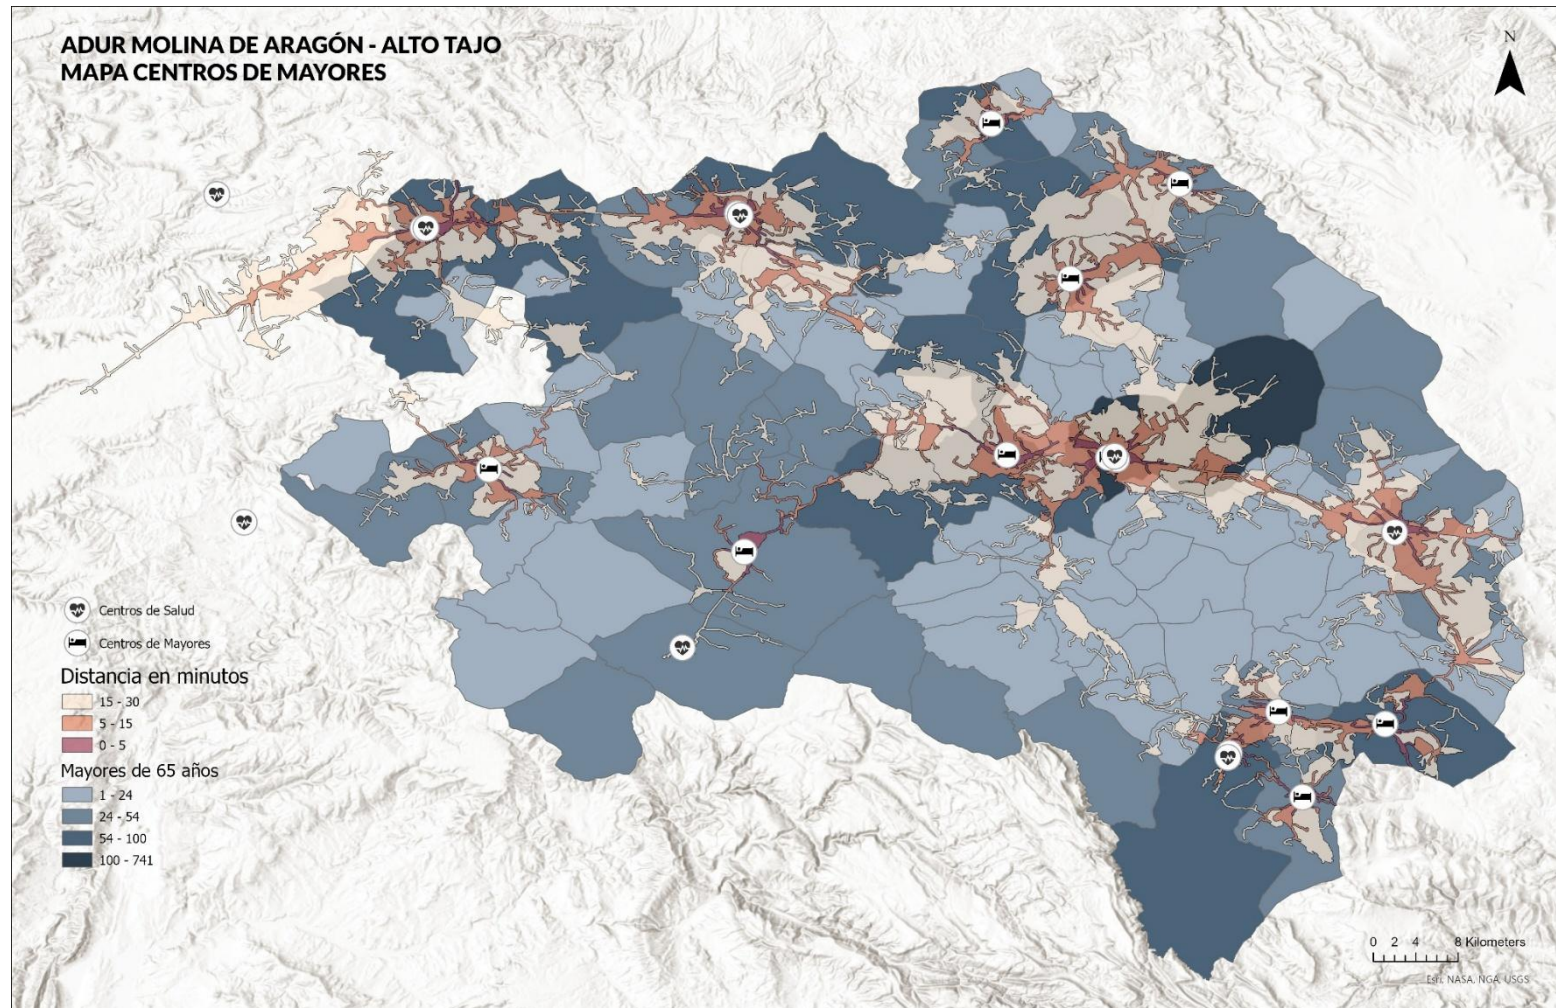 ADUR MOLINA DE ARAGÓN - ALTO TAJO
MAPA CENTROS DE MAYORES
N
Centros de Salud
Centros de Mayores
Distancia en minutos
15 - 30
5 - 15
0 - 5
Mayores de 65 años
1 - 24
24 - 54
54 - 100
100 - 741
0 2 4 8 Kilometers
Esri, NASA, NGA, USGS